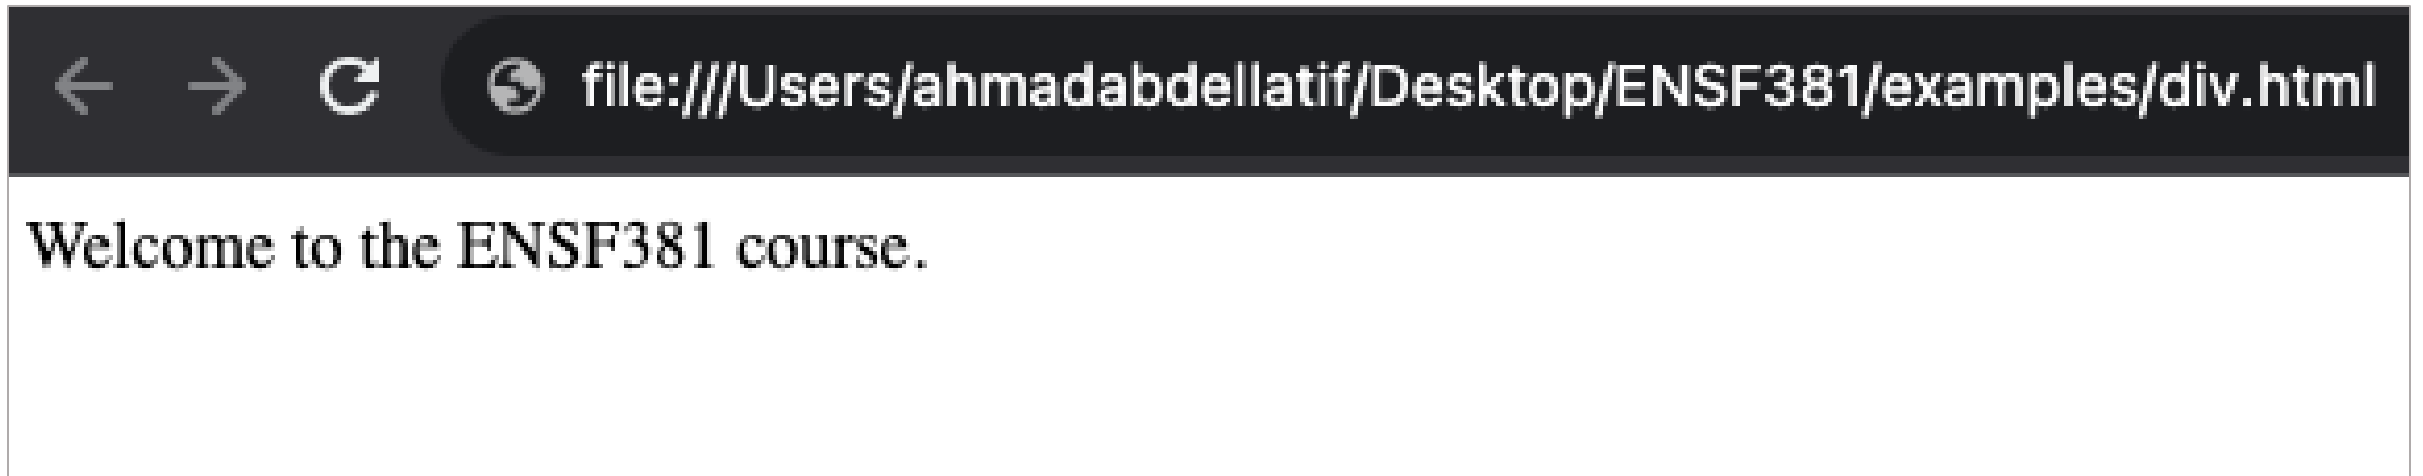 file:///Users/ahmadabdellatif/Desktop/ENSF381/examples/div.html
Welcome to the ENSF381 course.